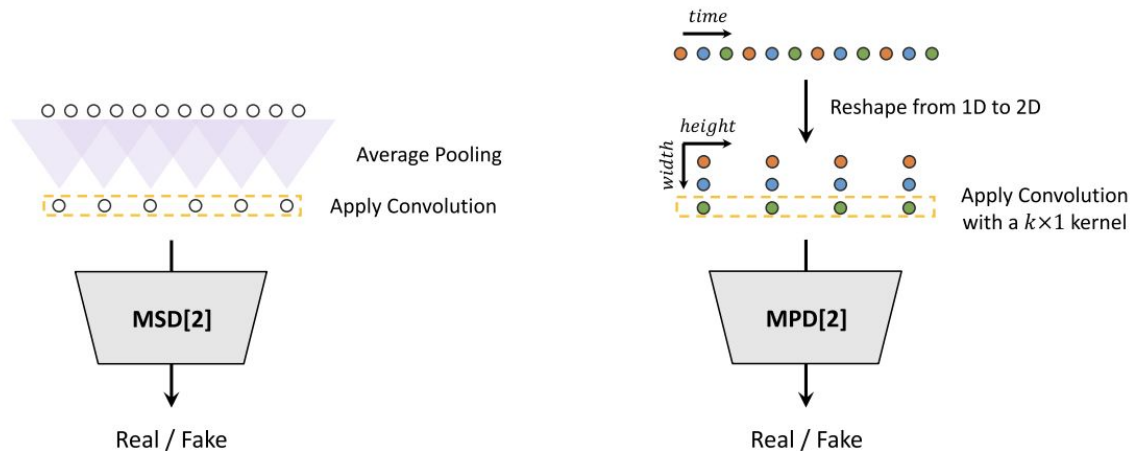 Average Pooling
Apply Convolution
MSD[2]
Real / Fake
time
Reshape from 1D to 2D
height
width
Apply Convolution
with a k×1 kernel
MPD[2]
Real / Fake